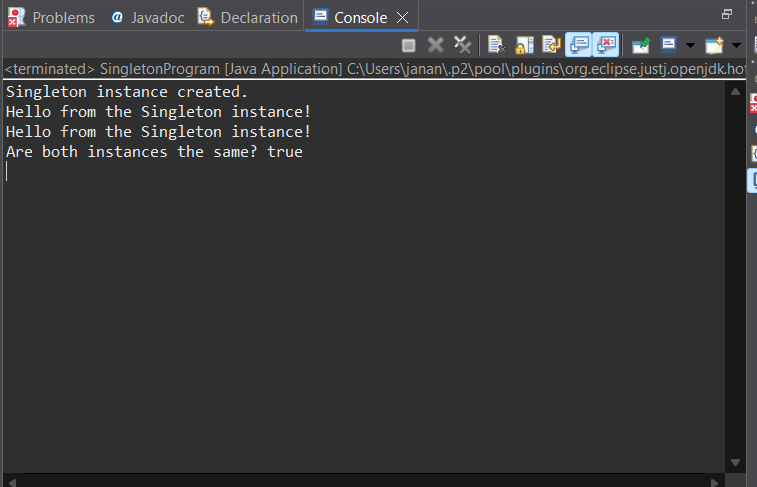 Problems @ Javadoc Declaration Console
<terminated> SingletonProgram [Java Application] C:\Users\janan\.p2\pool\plugins\org.eclipse.justj.openjdk.hot
Singleton instance created.
Hello from the Singleton instance!
Hello from the Singleton instance!
Are both instances the same? true